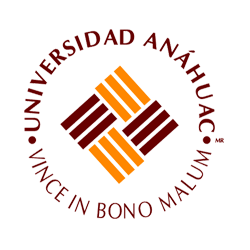 UNIVERSIDAD ANÁHUAC
VINCE IN BONO MALUM
MR